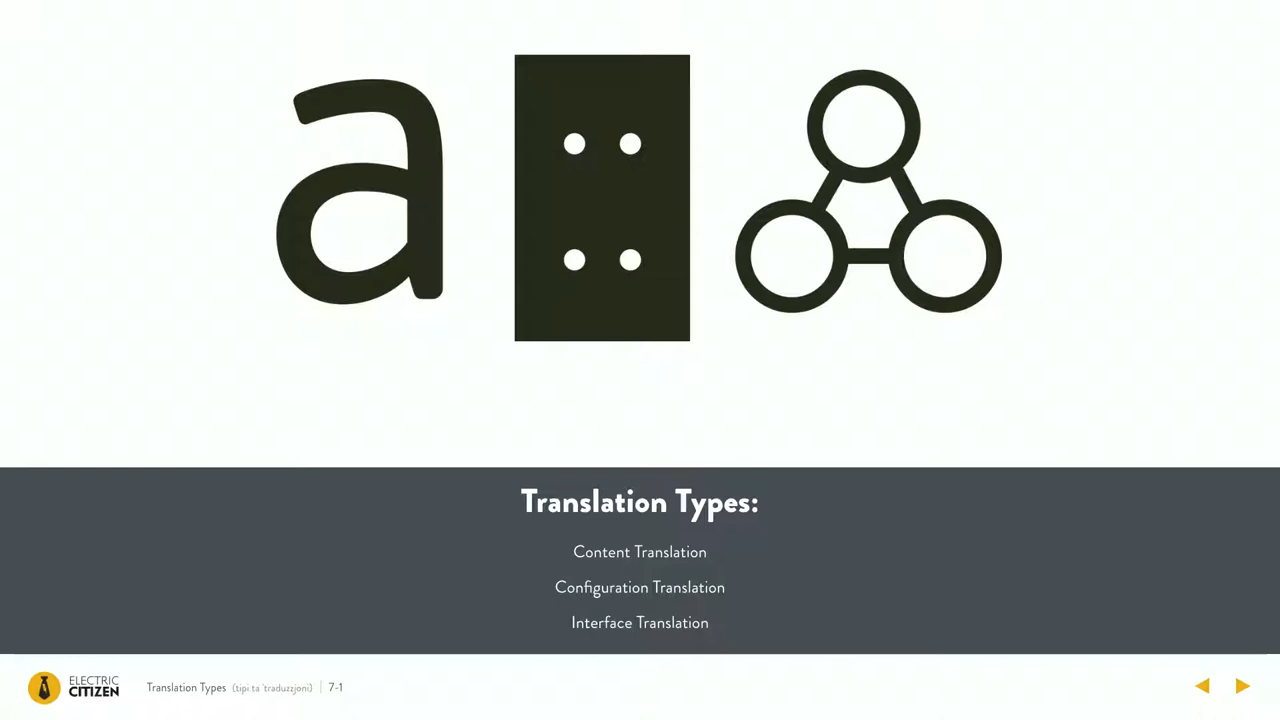 a
Translation Types:
Content Translation
Configuration Translation
Interface Translation
ELECTRIC
CITIZEN
Translation Types (tipi ta 'traduzzjoni) | 7-1